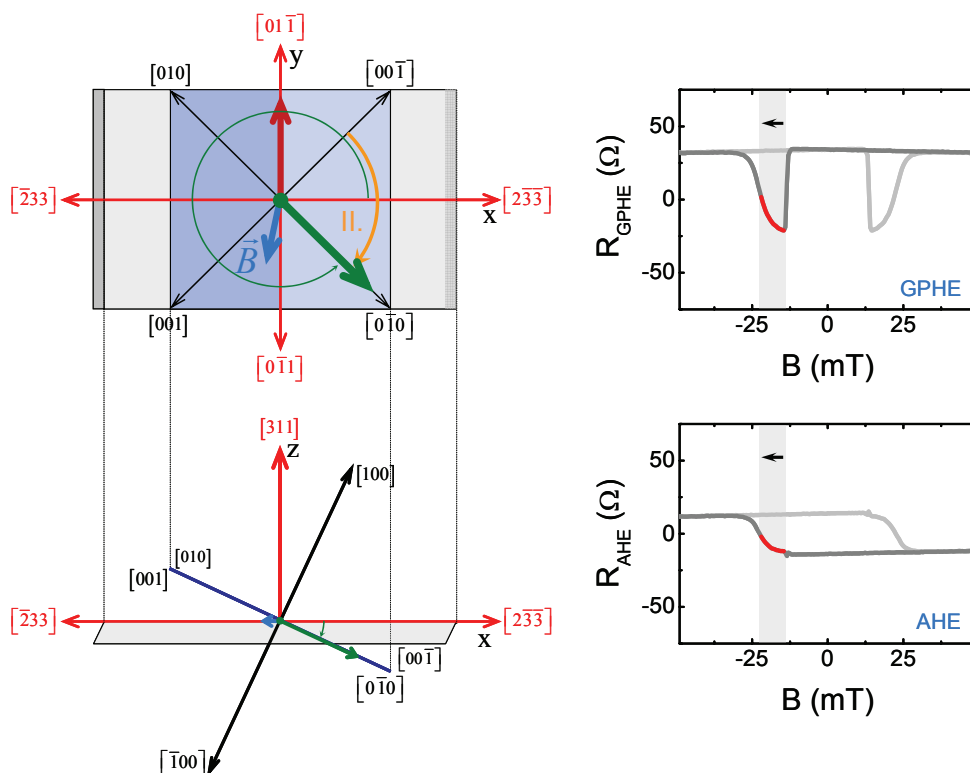 [01̅1̅]
y
[010]
[001̅]
[2̅33]
[23̅3̅]
x
II.
B⃗
[001]
[01̅0]
[01̅1]
[311]
z
[100]
[010]
[001]
[2̅33]
[23̅3̅]
x
[001̅]
[01̅0]
[1̅00]
R_GPHE (Ω)
50
0
-25
GPHE
-25 0 25
B (mT)
R_AHE (Ω)
50
0
-50
AHE
-25 0 25
B (mT)